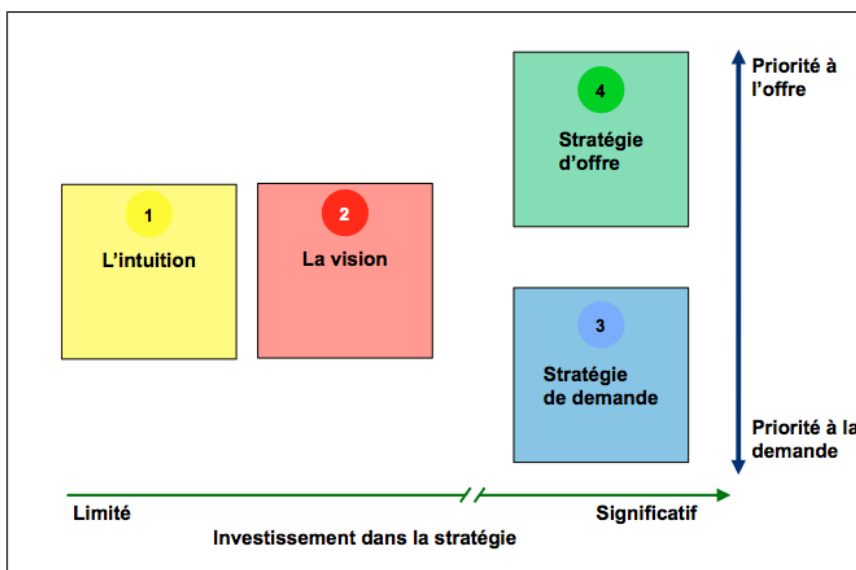 4
Stratégie
d'offre
Priorité à
l'offre
1
L'intuition
2
La vision
3
Stratégie
de demande
Priorité à la
demande
Limité
Significatif
Investissement dans la stratégie